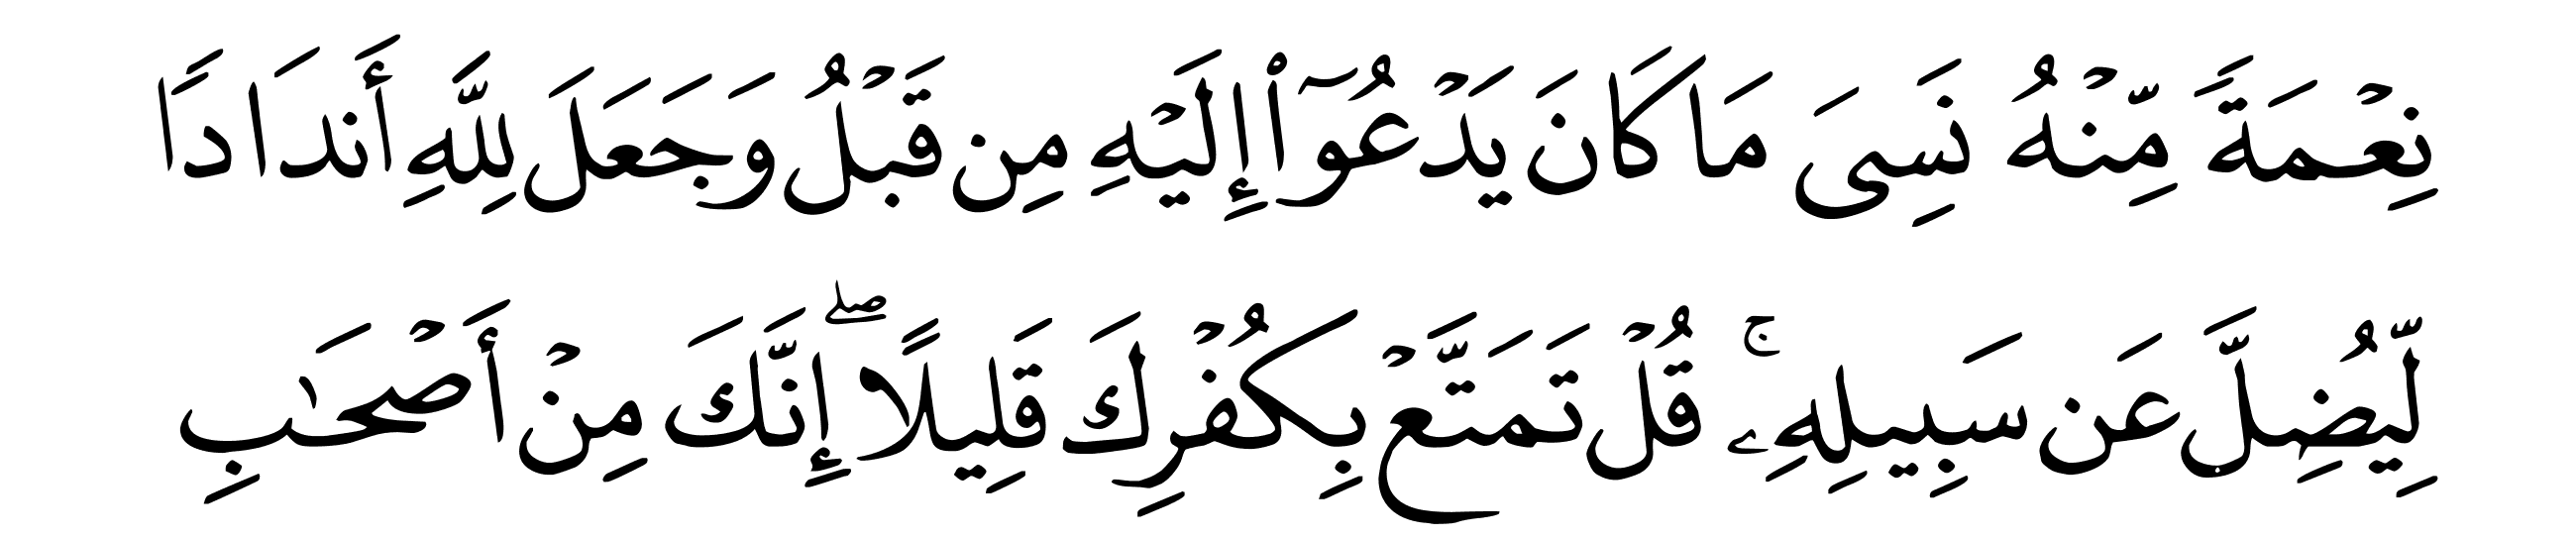 نِعْمَةً مِّنْهُ نَسِىَ مَا كَانَ يَدْعُوٓا۟ إِلَيْهِ مِن قَبْلُ وَجَعَلَ لِلَّهِ أَندَادًا
لِّيُضِلَّ عَن سَبِيلِهِۦ ۚ قُلْ تَمَتَّعْ بِكُفْرِكَ قَلِيلًا ۖ إِنَّكَ مِنْ أَصْحَـٰبِ